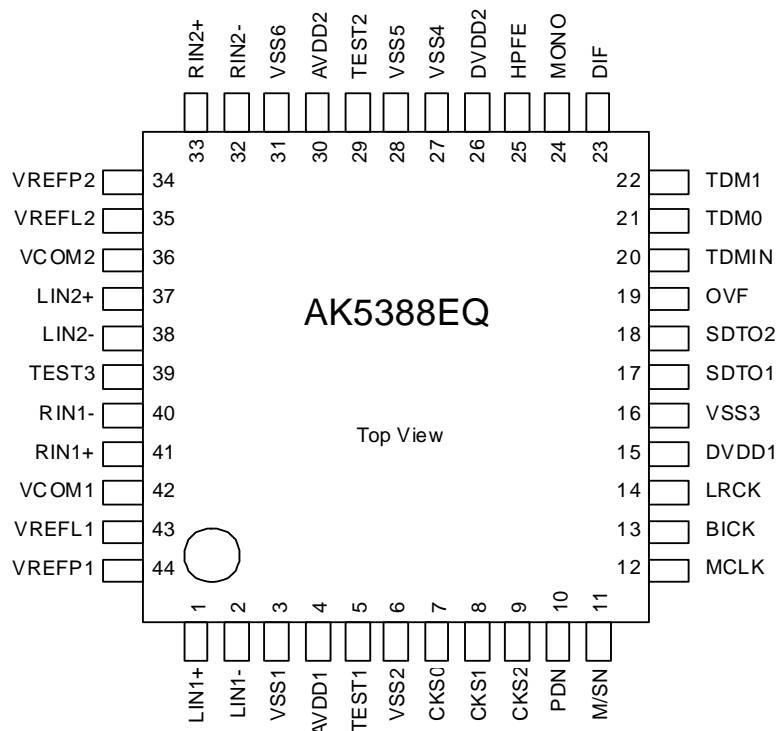 RIN2+
RIN2-
VSS6
AVDD2
TEST2
VSS5
VSS4
DVDD2
HPFE
MONO
DIF
33
32
31
30
29
28
27
26
25
24
23
VREFP2 34
VREFL2 35
VCOM2 36
LIN2+ 37
LIN2- 38
TEST3 39
RIN1- 40
RIN1+ 41
VCOM1 42
VREFL1 43
VREFP1 44
AK5388EQ
Top View
22 TDM1
21 TDM0
20 TDMIN
19 OVF
18 SDTO2
17 SDTO1
16 VSS3
15 DVDD1
14 LRCK
13 BICK
12 MCLK
1
2
3
4
5
6
7
8
9
10
11
LIN1+
LIN1-
VSS1
AVDD1
TEST1
VSS2
CKS0
CKS1
CKS2
PDN
M/SN